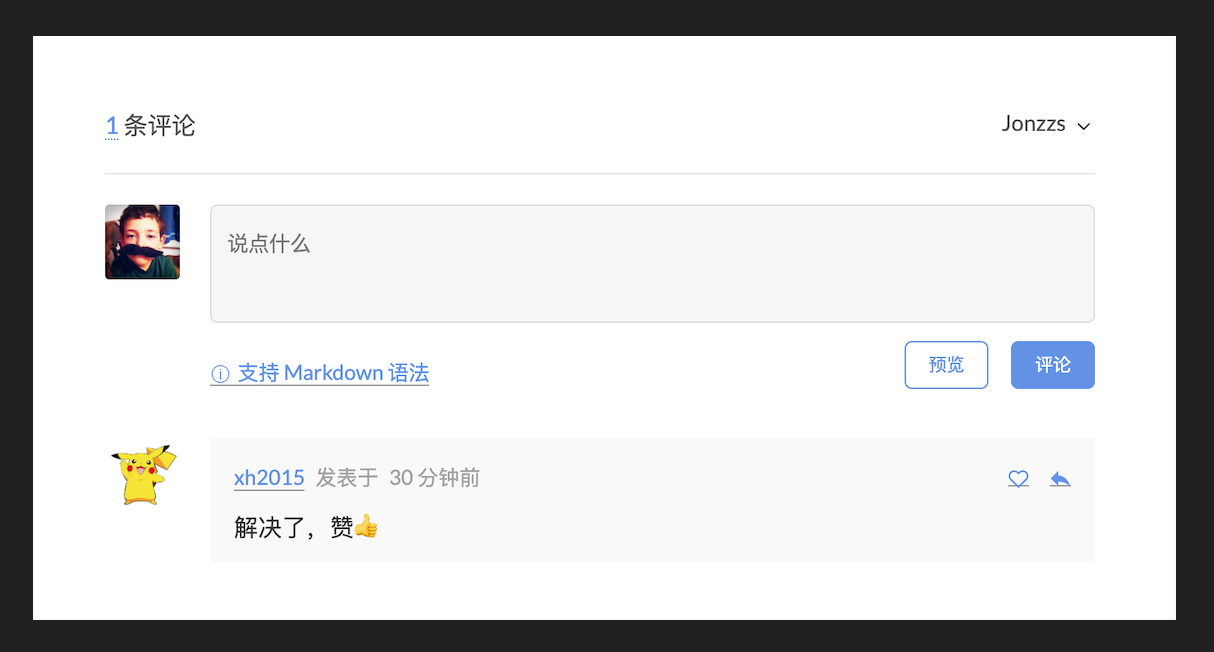 1 条评论
Jonzzs
说点什么
支持 Markdown 语法
预览
评论
xh2015 发表于 30 分钟前
解决了，赞👍